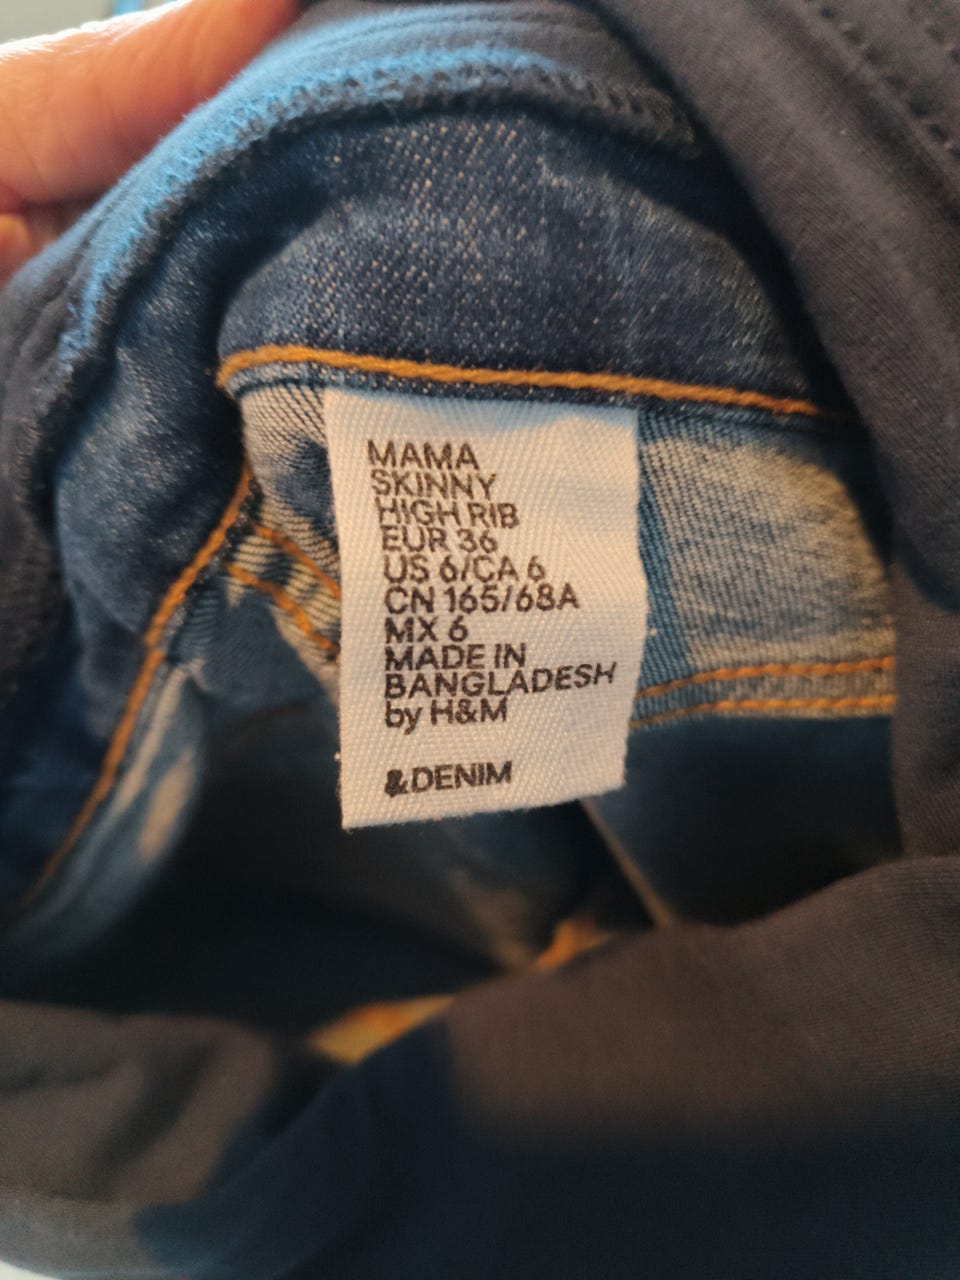 MAMA
SKINNY
HIGH RIB
EUR 36
US 6/CA 6
CN 165/68A
MX 6
MADE IN
BANGLADESH
by H&M
&DENIM